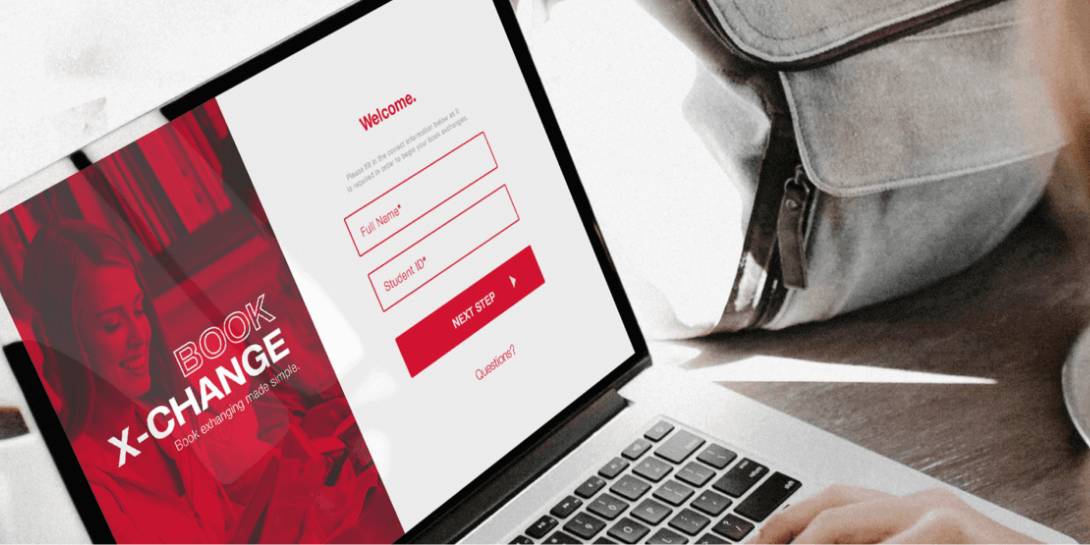 BOOK
X-CHANGE
Book exhanging made simple.
Welcome.
Please fill in the correct information below as it
is required in order to begin your book exchanges.
Full Name*
Student ID*
NEXT STEP
Questions?